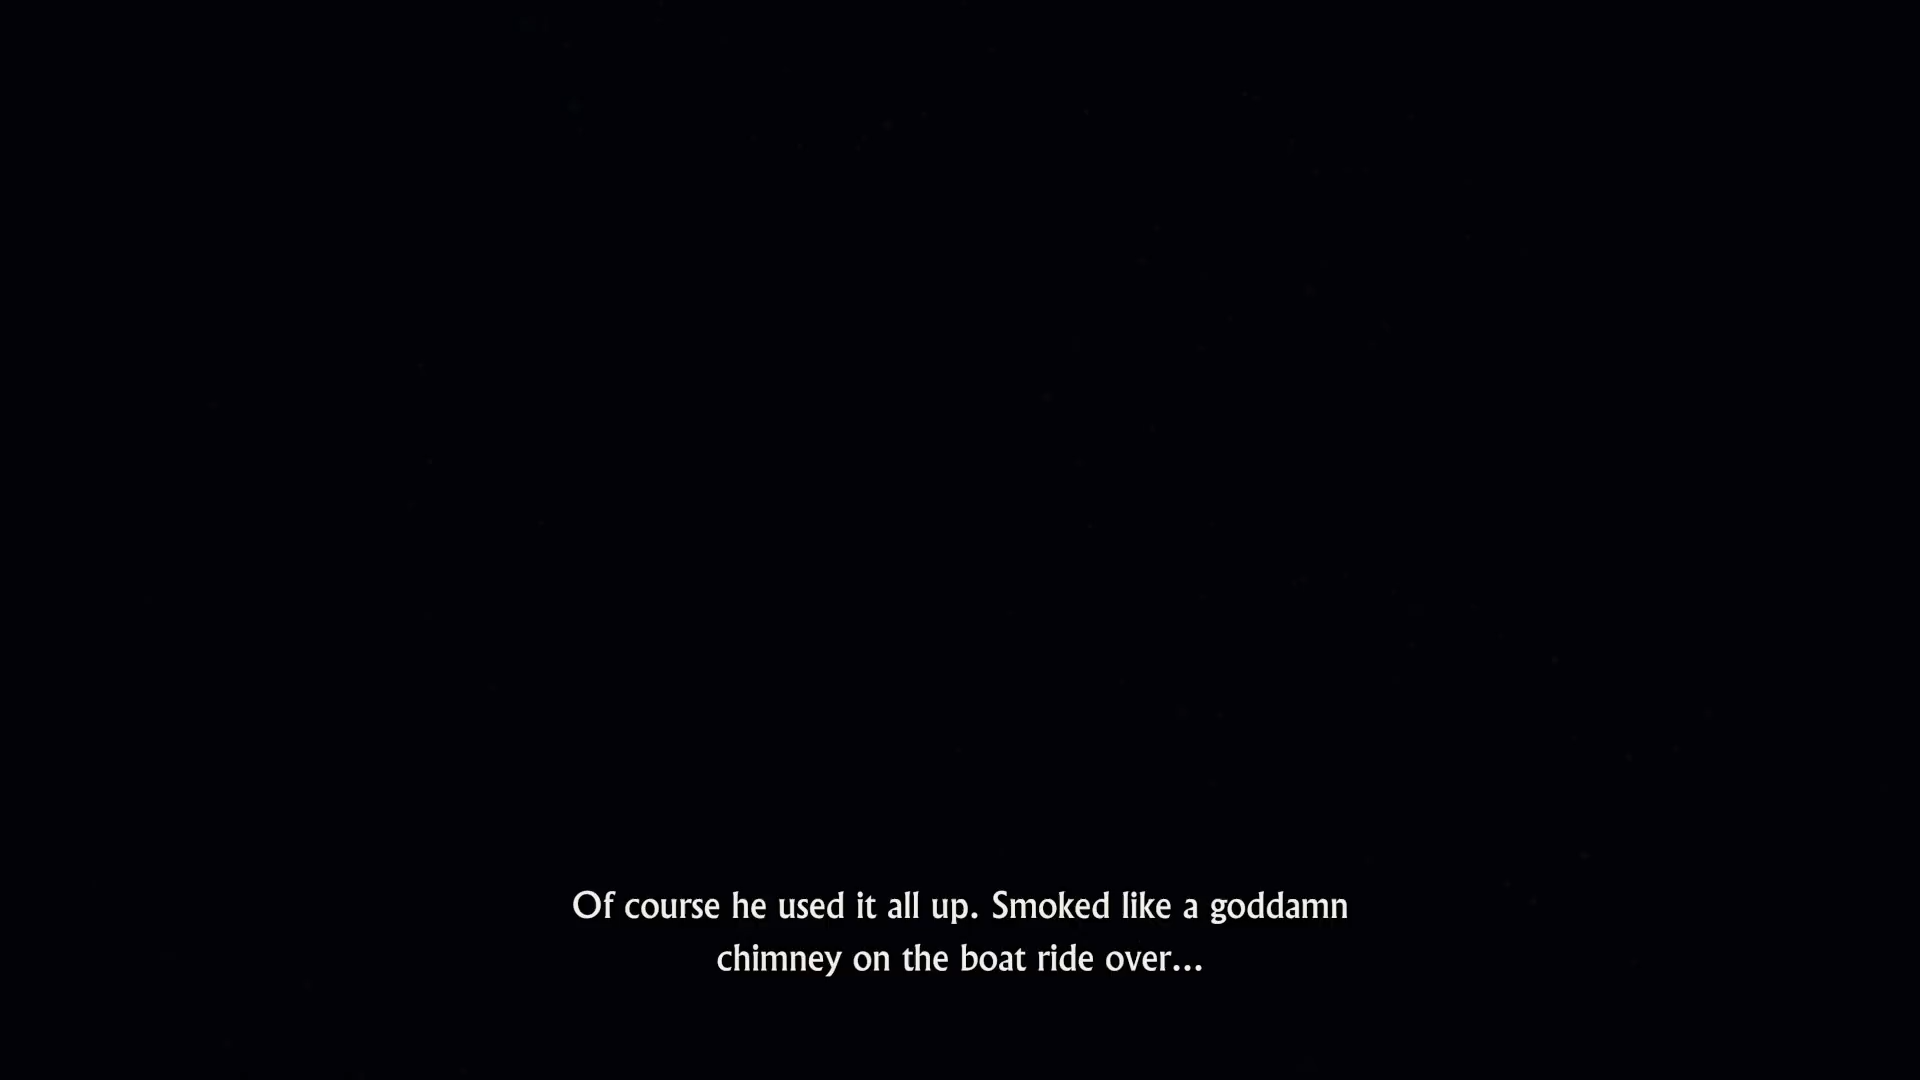 Of course he used it all up. Smoked like a goddamn
chimney on the boat ride over...